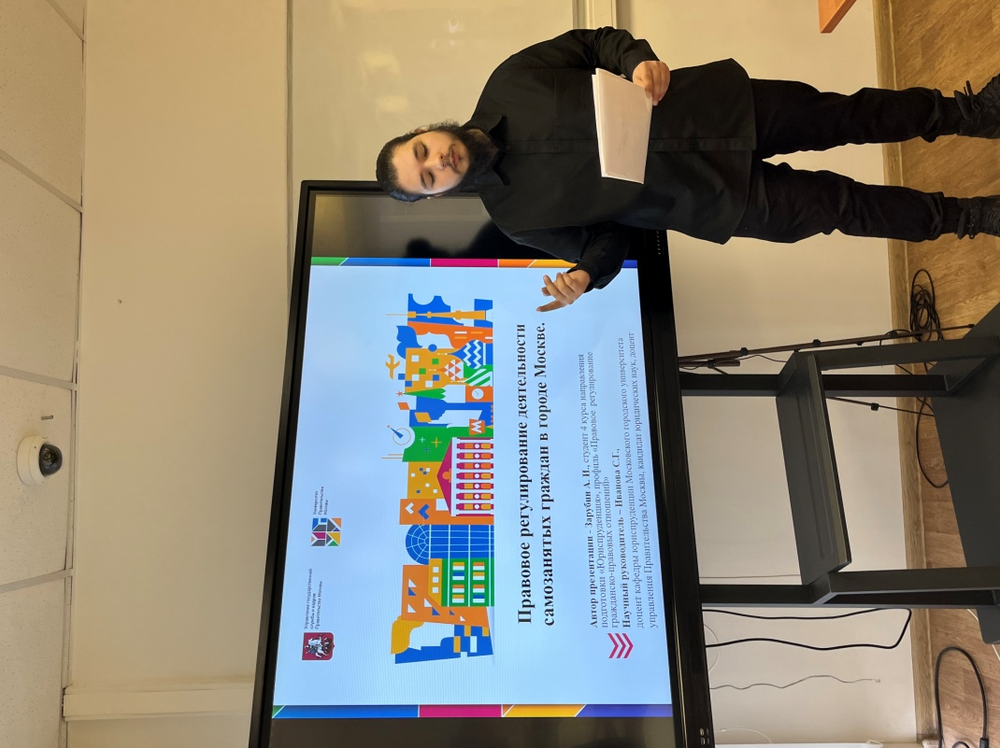 Управление государственной
службы и кадров
Правительства Москвы
Университет
Правительства
Москвы
М
Правовое регулирование деятельности
самозанятых граждан в городе Москве.
Автор презентации - Зарубин А. И., студент 4 курса направления
подготовки «Юриспруденция», профиль «Правовое регулирование
гражданско-правовых отношений»
Научный руководитель – Иванова С.Г.,
доцент кафедры юриспруденции Московского городского университета
управления Правительства Москвы, кандидат юридических наук, доцент